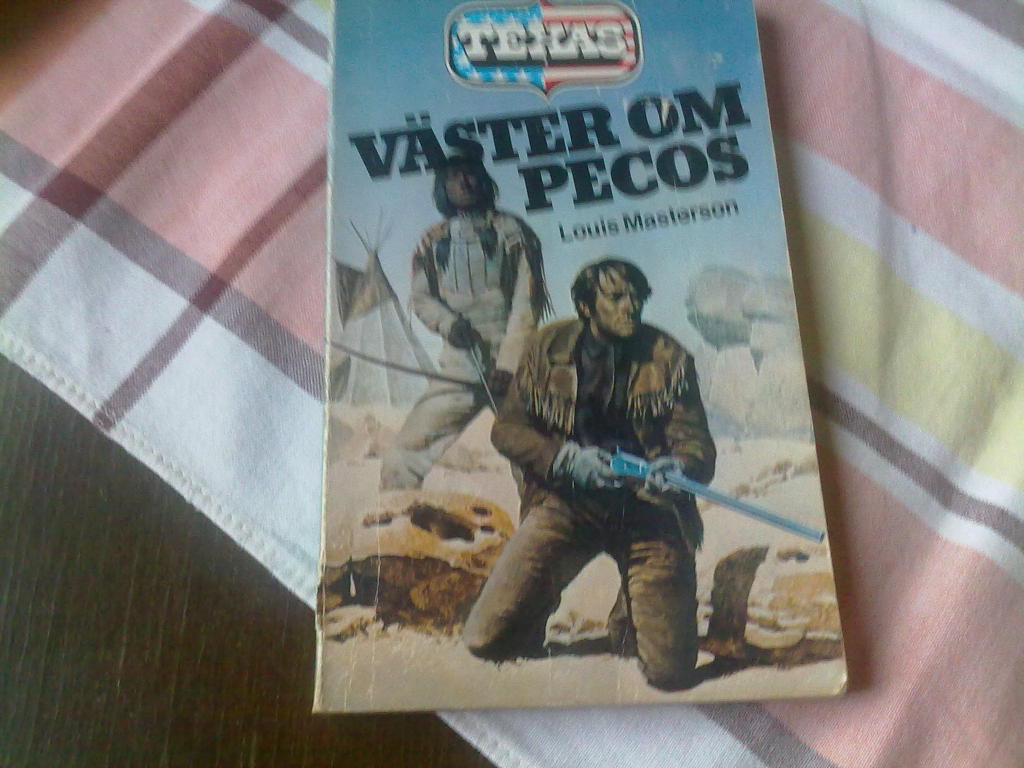 TEXAS
VÄSTER OM
PECOS
Louis Masterson